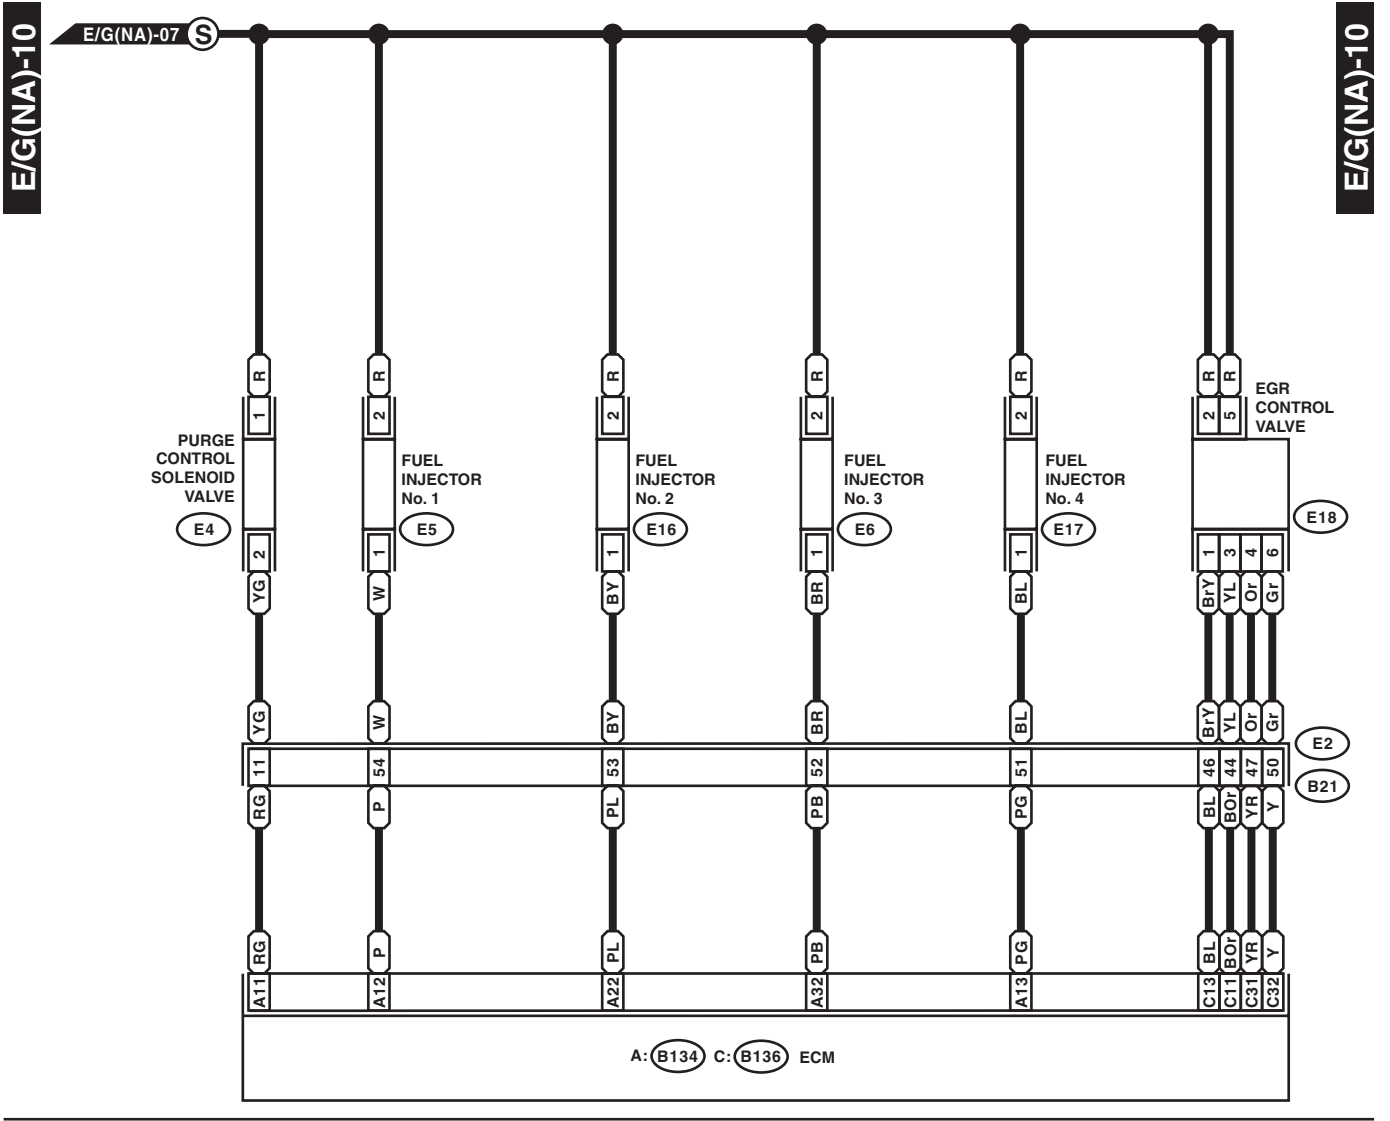 E/G(NA)-10
E/G(NA)-07 S
E/G(NA)-10
R R R R R R R
1 2 2 2 2 2 5
EGR
CONTROL
VALVE
PURGE
CONTROL
SOLENOID
VALVE
E4
FUEL
INJECTOR
No. 1
E5
FUEL
INJECTOR
No. 2
E16
FUEL
INJECTOR
No. 3
E6
FUEL
INJECTOR
No. 4
E17
E18
2 1 1 1 1 1 3 4 6
YG W BY BR BL BrY YL Or Gr
YG W BY BR BL BrY YL Or Gr
E2
11 54 53 52 51 46 44 47 50
B21
RG P PL PB PG BL BOr YR Y
RG P PL PB PG BL BOr YR Y
A11 A12 A22 A32 A13 C13 C11 C31 C32
A: B134 C: B136 ECM